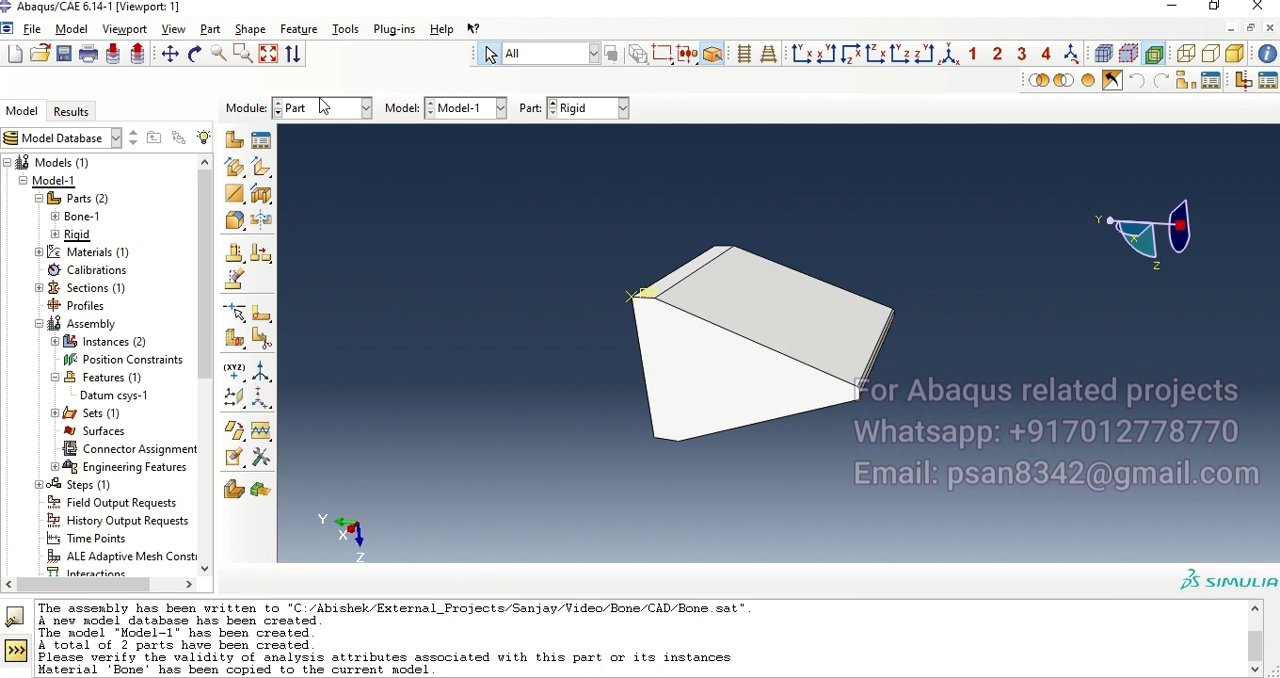 Abaqus/CAE 6.14-1 [Viewport: 1]
File Model Viewport View Part Shape Feature Tools Plug-ins Help
All
1 2 3 4
Model Results
Module: Part Model: Model-1 Part: Rigid
Model Database
Models (1)
Model-1
Parts (2)
Bone-1
Rigid
Materials (1)
Calibrations
Sections (1)
Profiles
Assembly
Instances (2)
Position Constraints
Features (1)
Datum csys-1
Sets (1)
Surfaces
Connector Assignment
Engineering Features
Steps (1)
Field Output Requests
History Output Requests
Time Points
ALE Adaptive Mesh Const
Interactions
(XYZ)
RP
Y
X
Z
Y
X
Z
For Abaqus related projects
Whatsapp: +917012778770
Email: psan8342@gmail.com
SIMULIA
The assembly has been written to "C:/Abishek/External_Projects/Sanjay/Video/Bone/CAD/Bone.sat".
A new model database has been created.
The model "Model-1" has been created.
A total of 2 parts have been created.
Please verify the validity of analysis attributes associated with this part or its instances
Material 'Bone' has been copied to the current model.